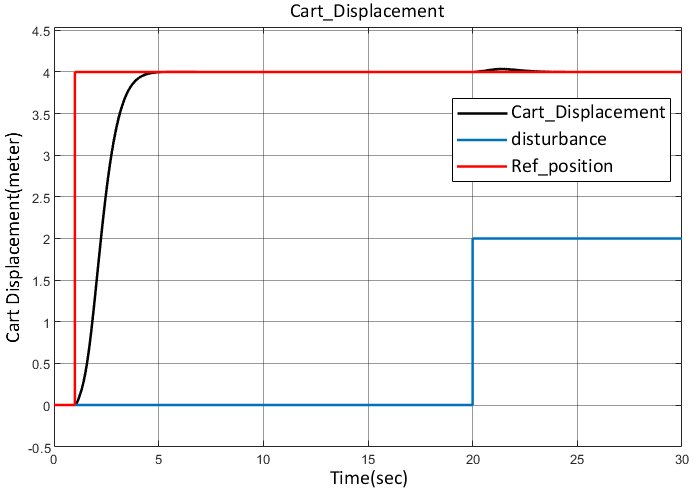 Cart_Displacement
4.5
4
3.5
3
2.5
2
1.5
1
0.5
0
-0.5
Cart Displacement(meter)
Cart_Displacement
disturbance
Ref_position
0 5 10 15 20 25 30
Time(sec)